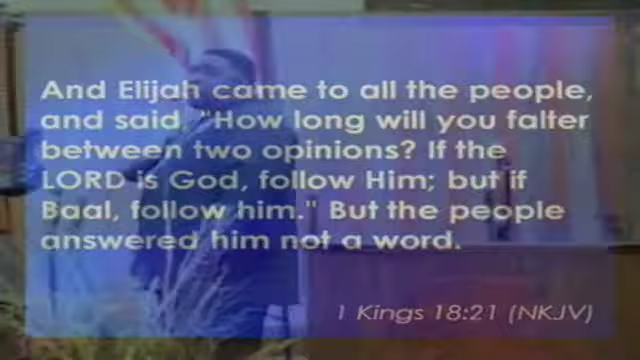 And Elijah came to all the people,
and said, "How long will you falter
between two opinions? If the
LORD is God, follow Him; but if
Baal, follow him." But the people
answered him not a word.
1 Kings 18:21 (NKJV)